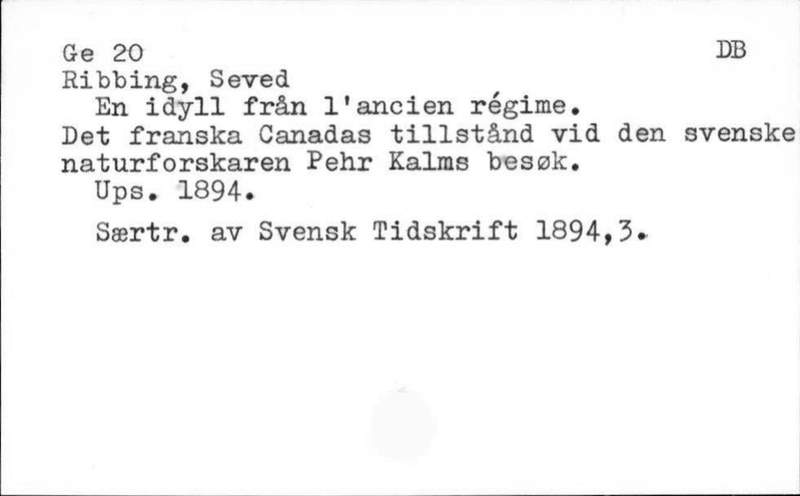 Ge 20 DB
Ribbing, Seved
En idyll från l'ancien régime.
Det franska Canadas tillstånd vid den svenske
naturforskaren Pehr Kalms besøk.
Ups. 1894.
Særtr. av Svensk Tidskrift 1894,3.